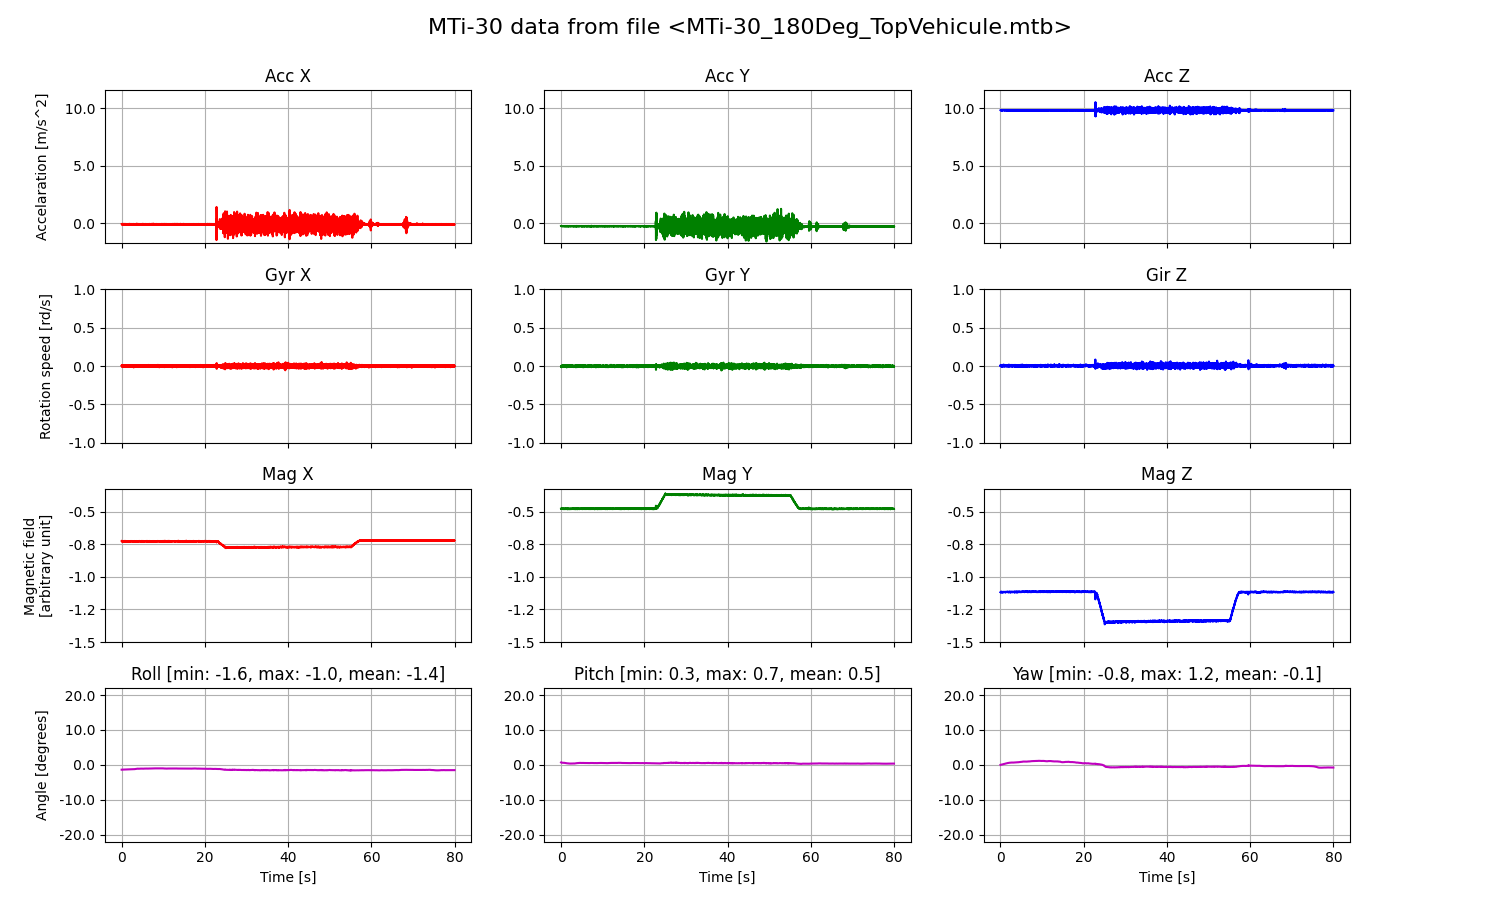 MTi-30 data from file <MTi-30_180Deg_TopVehicule.mtb>
Acc X
Acc Y
Acc Z
Accelaration [m/s^2]
10.0
5.0
0.0
10.0
5.0
0.0
10.0
5.0
0.0
Gyr X
Gyr Y
Gir Z
Rotation speed [rd/s]
1.0
0.5
0.0
-0.5
-1.0
1.0
0.5
0.0
-0.5
-1.0
1.0
0.5
0.0
-0.5
-1.0
Mag X
Mag Y
Mag Z
Magnetic field
[arbitrary unit]
-0.5
-0.8
-1.0
-1.2
-1.5
-0.5
-0.8
-1.0
-1.2
-1.5
-0.5
-0.8
-1.0
-1.2
-1.5
Roll [min: -1.6, max: -1.0, mean: -1.4]
Pitch [min: 0.3, max: 0.7, mean: 0.5]
Yaw [min: -0.8, max: 1.2, mean: -0.1]
Angle [degrees]
20.0
10.0
0.0
-10.0
-20.0
20.0
10.0
0.0
-10.0
-20.0
20.0
10.0
0.0
-10.0
-20.0
0 20 40 60 80
0 20 40 60 80
0 20 40 60 80
Time [s]
Time [s]
Time [s]